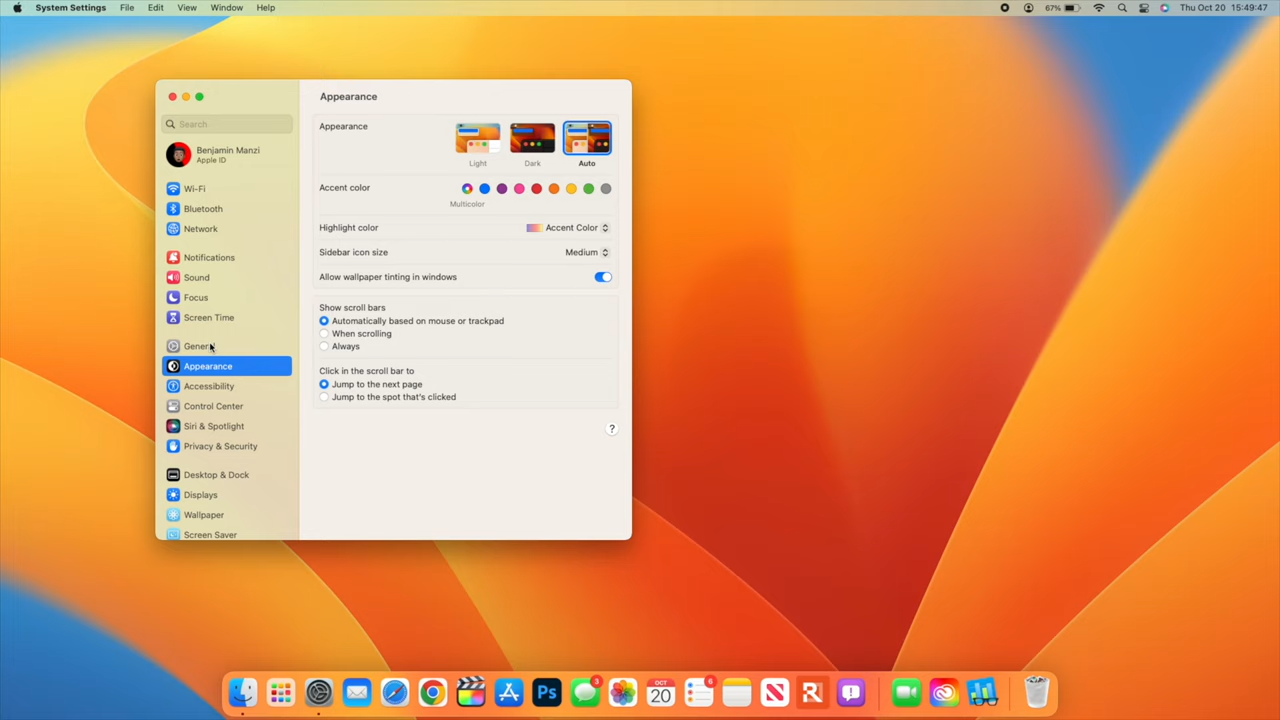 System Settings File Edit View Window Help 67% Thu Oct 20 15:49:47
Appearance
Search
Benjamin Manzi
Apple ID
Wi-Fi
Bluetooth
Network
Notifications
Sound
Focus
Screen Time
General
Appearance
Accessibility
Control Center
Siri & Spotlight
Privacy & Security
Desktop & Dock
Displays
Wallpaper
Screen Saver
Appearance
Light Dark Auto
Accent color
Multicolor
Highlight color Accent Color
Sidebar icon size Medium
Allow wallpaper tinting in windows
Show scroll bars
Automatically based on mouse or trackpad
When scrolling
Always
Click in the scroll bar to
Jump to the next page
Jump to the spot that's clicked
?
Ps 3 OCT 20 6